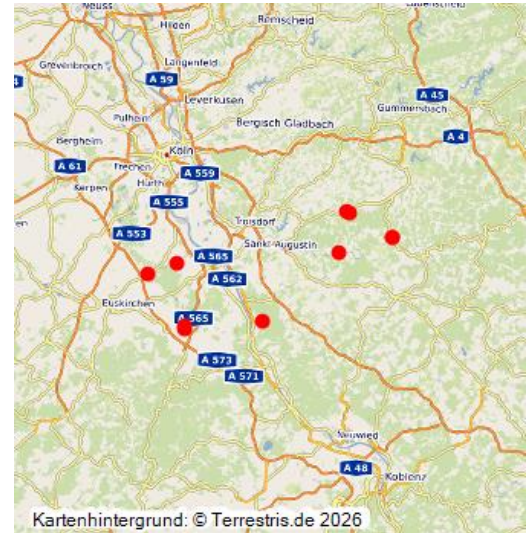 Neuss
Remscheid
Hilden
Langenfeld
Grevenbroich
A 59
Leverkusen
A 45
Gummersbach
Pulheim
Bergisch Gladbach
Bergheim
Köln
A 4
Frechen
A 61
A 559
Hürth
Kerpen
A 555
Troisdorf
A 553
Sankt Augustin
A 565
A 562
Euskirchen
A 565
A 573
A 571
Neuwied
A 48
Koblenz
Kartenhintergrund: © Terrestris.de 2026